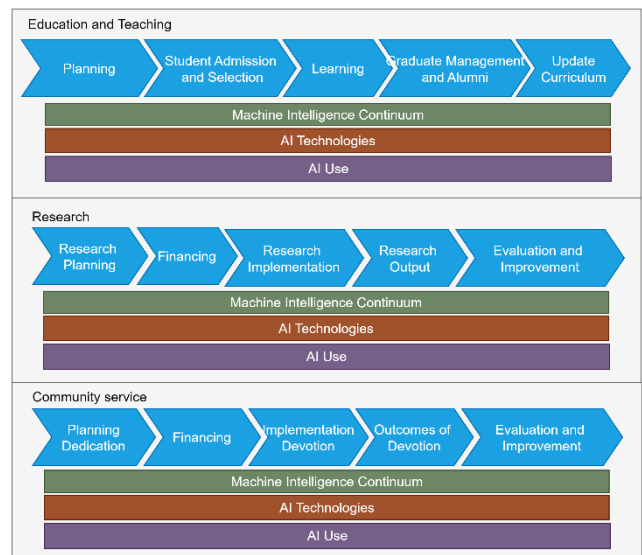 Education and Teaching
Planning
Student Admission
and Selection
Learning
Graduate Management
and Alumni
Update
Curriculum
Machine Intelligence Continuum
AI Technologies
AI Use
Research
Research
Planning
Financing
Research
Implementation
Research
Output
Evaluation and
Improvement
Machine Intelligence Continuum
AI Technologies
AI Use
Community service
Planning
Dedication
Financing
Implementation
Devotion
Outcomes of
Devotion
Evaluation and
Improvement
Machine Intelligence Continuum
AI Technologies
AI Use